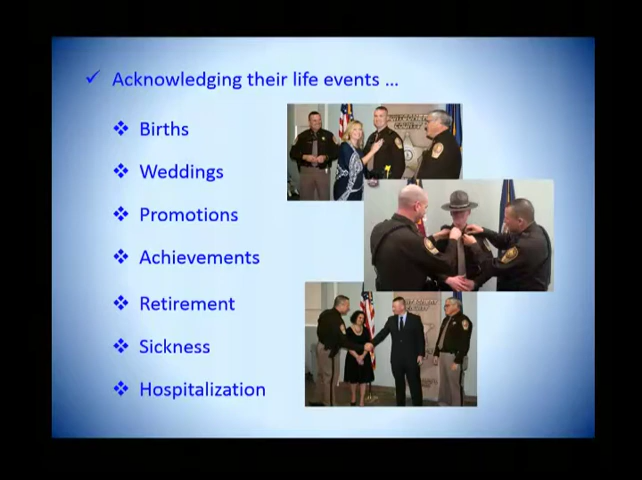 Acknowledging their life events ...
Births
Weddings
Promotions
Achievements
Retirement
Sickness
Hospitalization